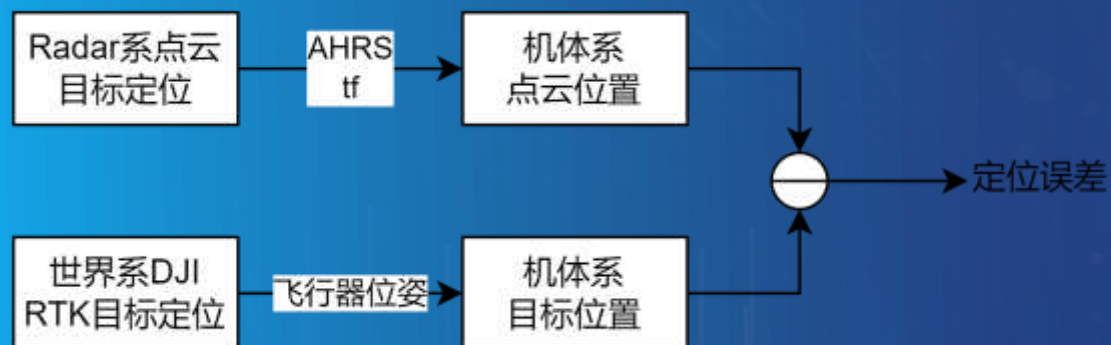 Radar系点云
目标定位
AHRS
tf
机体系
点云位置
定位误差
世界系DJI
RTK目标定位
飞行器位姿
机体系
目标位置